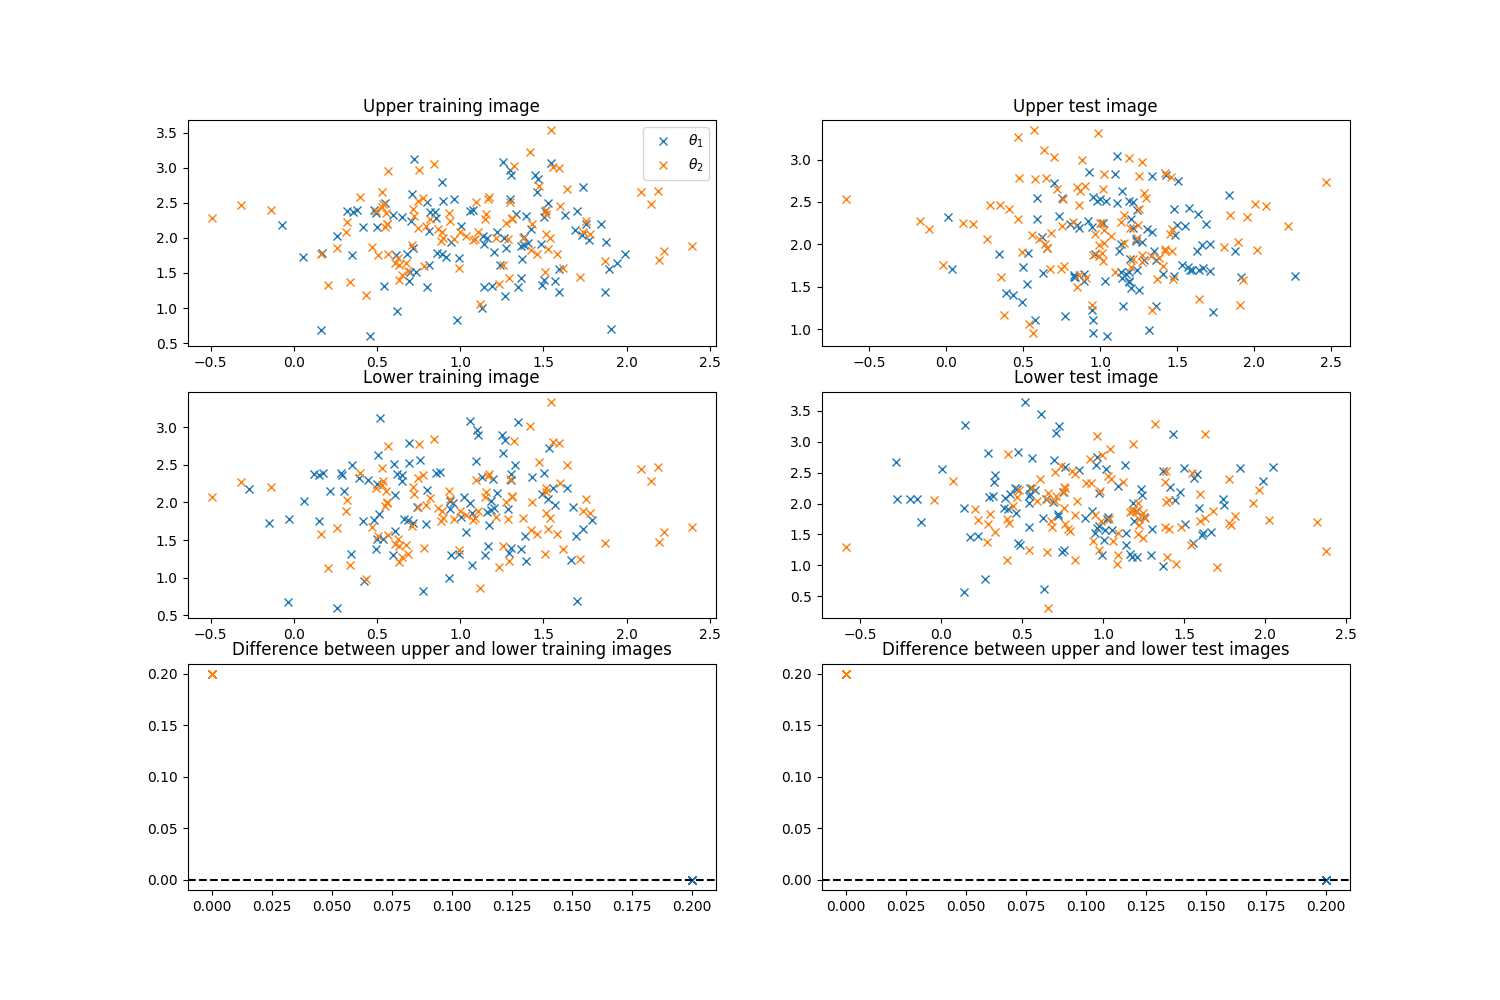 Upper training image
3.5
3.0
2.5
2.0
1.5
1.0
0.5
θ1
θ2
−0.5 0.0 0.5 1.0 1.5 2.0 2.5
Upper test image
3.0
2.5
2.0
1.5
1.0
−0.5 0.0 0.5 1.0 1.5 2.0 2.5
Lower training image
3.0
2.5
2.0
1.5
1.0
0.5
−0.5 0.0 0.5 1.0 1.5 2.0 2.5
Lower test image
3.5
3.0
2.5
2.0
1.5
1.0
0.5
−0.5 0.0 0.5 1.0 1.5 2.0 2.5
Difference between upper and lower training images
0.20
0.15
0.10
0.05
0.00
0.000 0.025 0.050 0.075 0.100 0.125 0.150 0.175 0.200
Difference between upper and lower test images
0.20
0.15
0.10
0.05
0.00
0.000 0.025 0.050 0.075 0.100 0.125 0.150 0.175 0.200